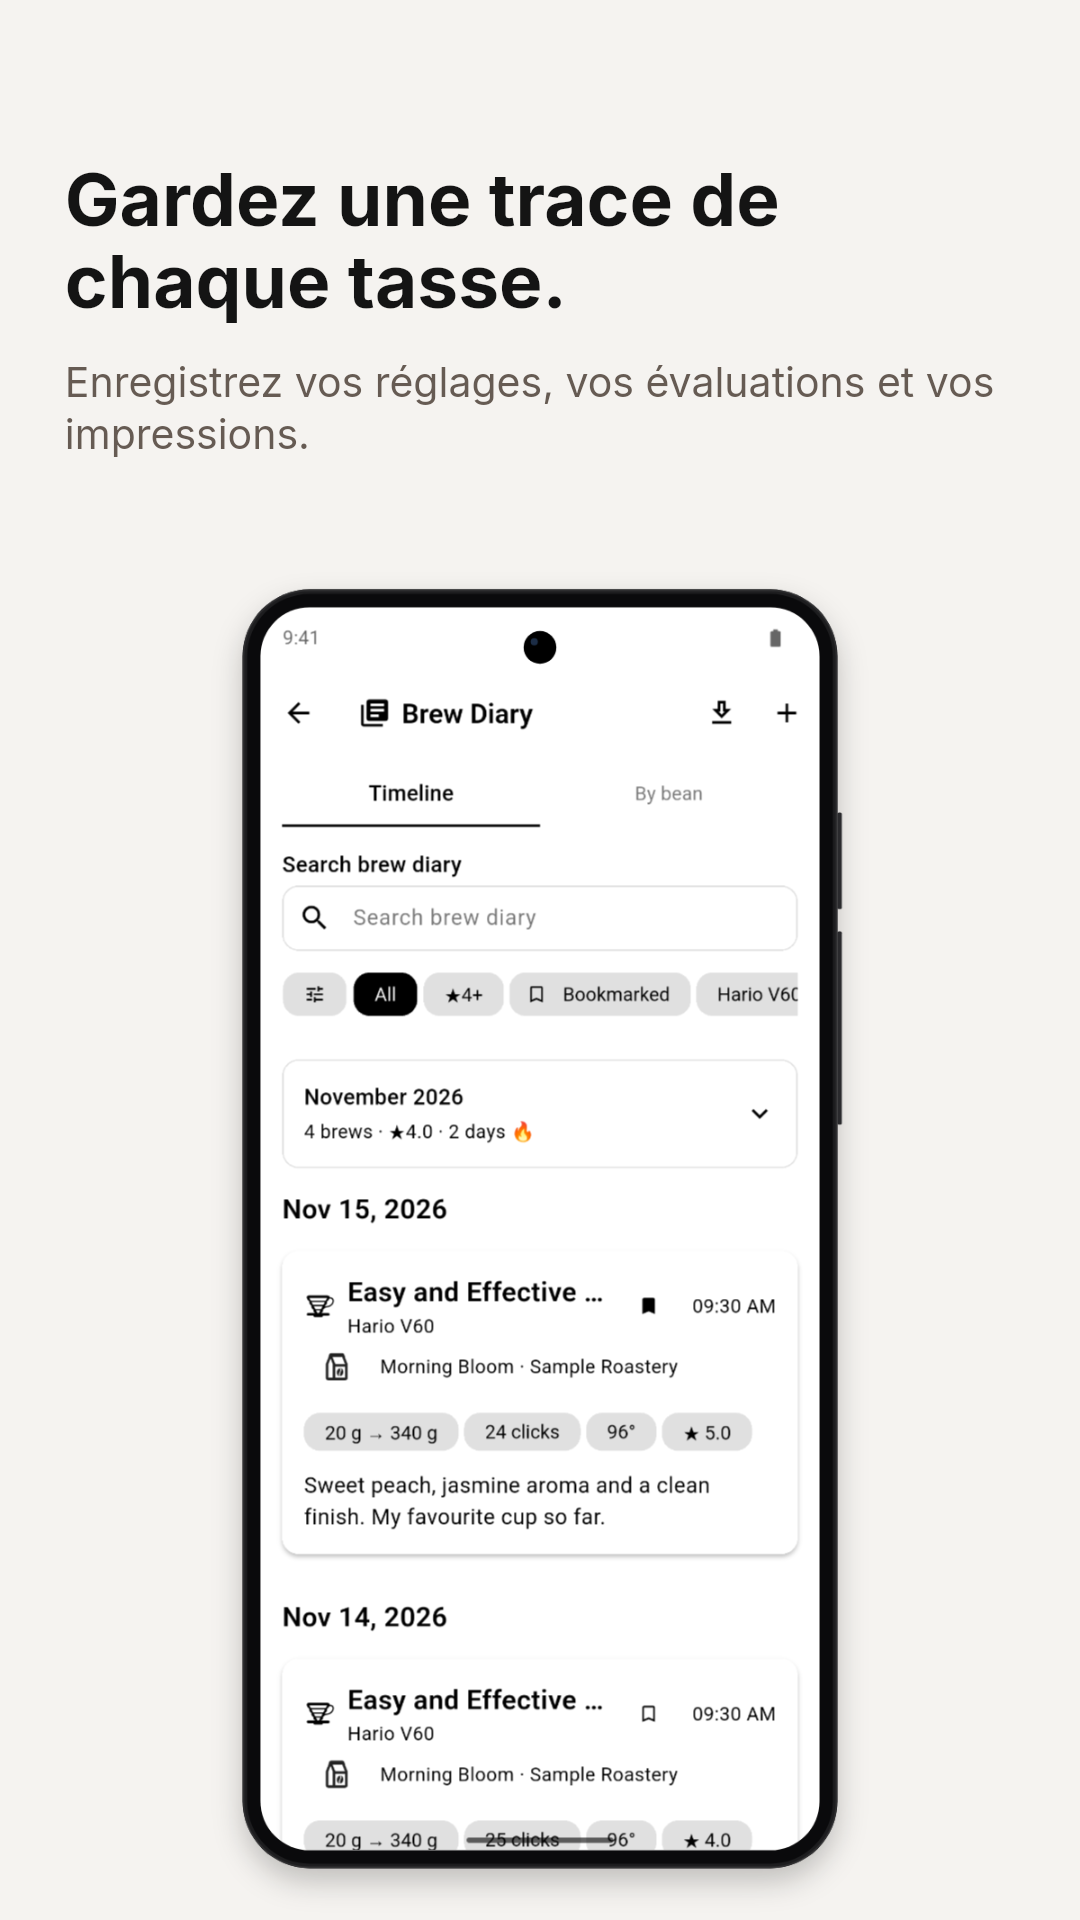 Gardez une trace de
chaque tasse.
Enregistrez vos réglages, vos évaluations et vos
impressions.
9:41
Brew Diary
Timeline
By bean
Search brew diary
Search brew diary
All
★4+
Bookmarked
Hario V60
November 2026
4 brews · ★4.0 · 2 days 🔥
Nov 15, 2026
Easy and Effective ...
09:30 AM
Hario V60
Morning Bloom · Sample Roastery
20 g → 340 g
24 clicks
96°
★ 5.0
Sweet peach, jasmine aroma and a clean
finish. My favourite cup so far.
Nov 14, 2026
Easy and Effective ...
09:30 AM
Hario V60
Morning Bloom · Sample Roastery
20 g → 340 g
25 clicks
96°
★ 4.0